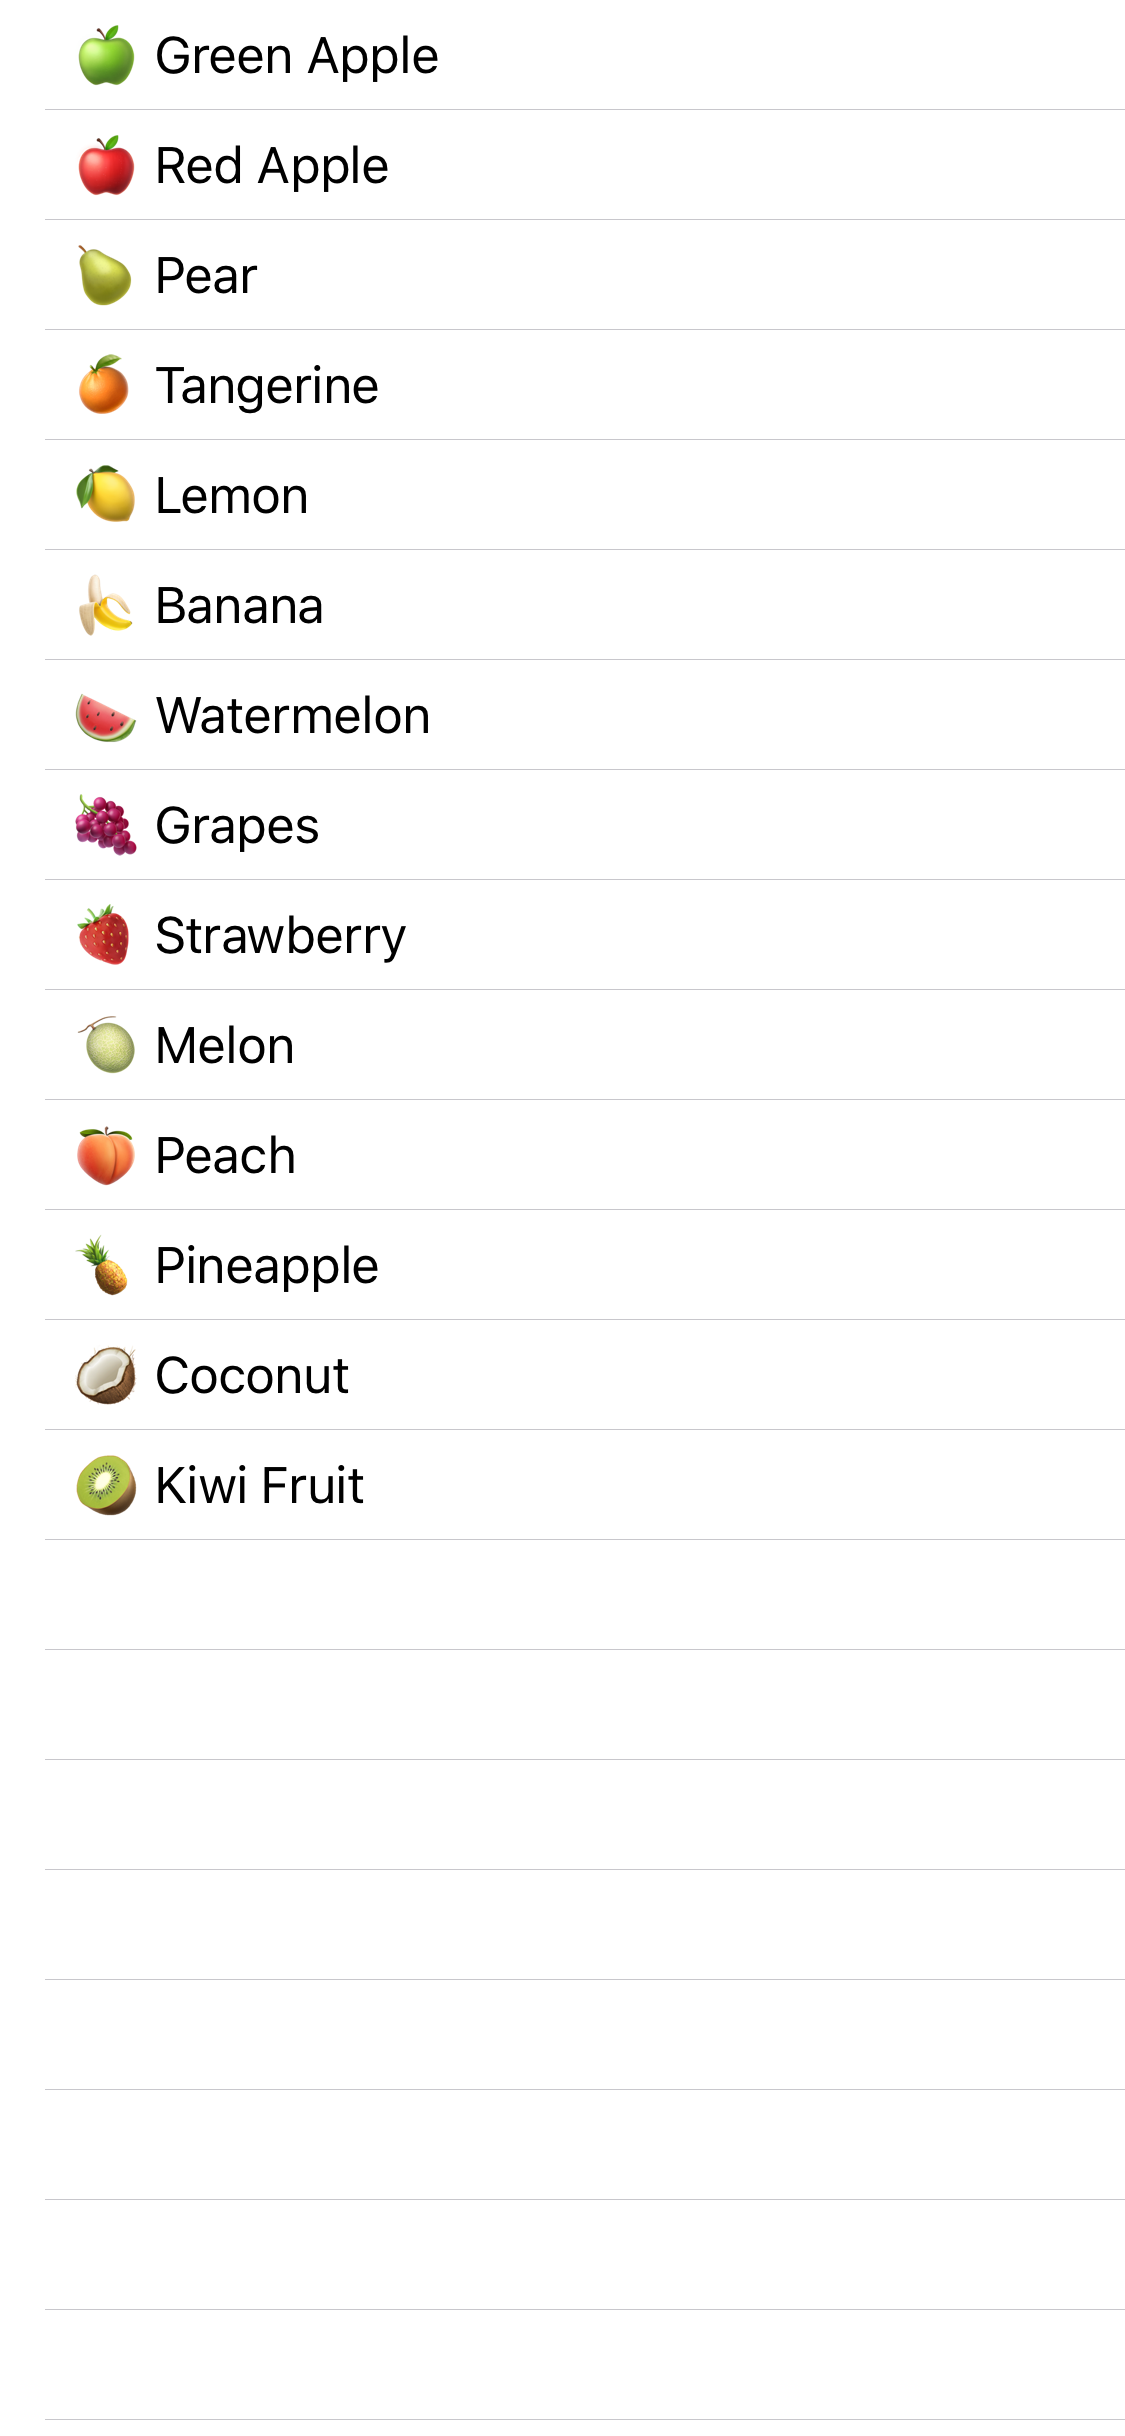 🍏 Green Apple
🍎 Red Apple
🍐 Pear
🍊 Tangerine
🍋 Lemon
🍌 Banana
🍉 Watermelon
🍇 Grapes
🍓 Strawberry
🍈 Melon
🍑 Peach
🍍 Pineapple
🥥 Coconut
🥝 Kiwi Fruit